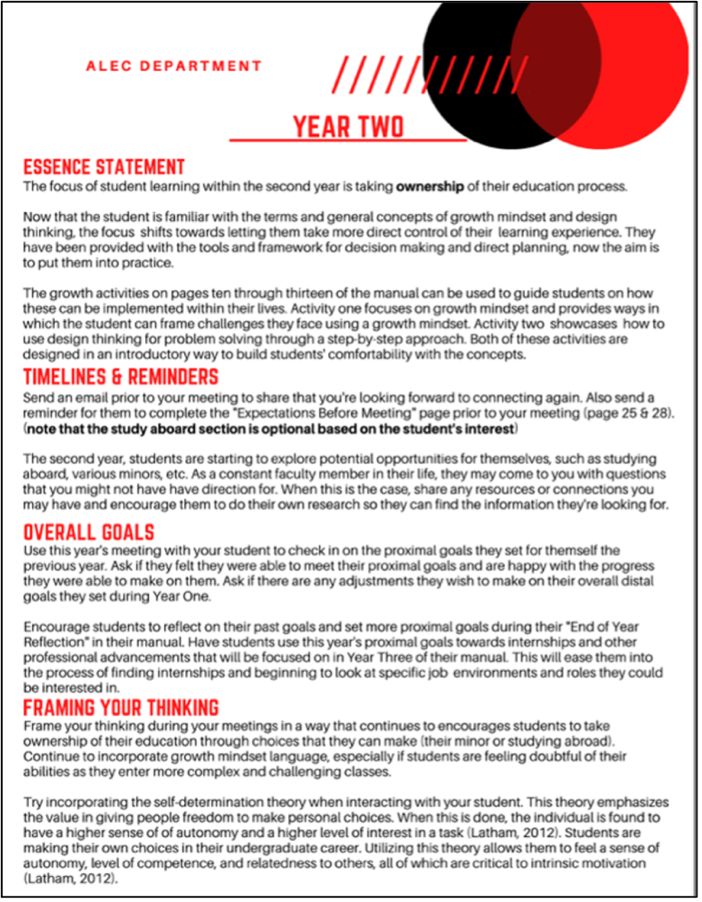 ALEC DEPARTMENT
YEAR TWO
ESSENCE STATEMENT
The focus of student learning within the second year is taking ownership of their education process.
Now that the student is familiar with the terms and general concepts of growth mindset and design
thinking, the focus shifts towards letting them take more direct control of their learning experience. They
have been provided with the tools and framework for decision making and direct planning, now the aim is
to put them into practice.
The growth activities on pages ten through thirteen of the manual can be used to guide students on how
these can be implemented within their lives. Activity one focuses on growth mindset and provides ways in
which the student can frame challenges they face using a growth mindset. Activity two showcases how to
use design thinking for problem solving through a step-by-step approach. Both of these activities are
designed in an introductory way to build students' comfortability with the concepts.
TIMELINES & REMINDERS
Send an email prior to your meeting to share that you're looking forward to connecting again. Also send a
reminder for them to complete the "Expectations Before Meeting" page prior to your meeting (page 25 & 28).
(note that the study aboard section is optional based on the student's interest)
The second year, students are starting to explore potential opportunities for themselves, such as studying
aboard, various minors, etc. As a constant faculty member in their life, they may come to you with questions
that you might not have have direction for. When this is the case, share any resources or connections you
may have and encourage them to do their own research so they can find the information they're looking for.
OVERALL GOALS
Use this year's meeting with your student to check in on the proximal goals they set for themself the
previous year. Ask if they felt they were able to meet their proximal goals and are happy with the progress
they were able to make on them. Ask if there are any adjustments they wish to make on their overall distal
goals they set during Year One.
Encourage students to reflect on their past goals and set more proximal goals during their "End of Year
Reflection" in their manual. Have students use this year's proximal goals towards internships and other
professional advancements that will be focused on in Year Three of their manual. This will ease them into
the process of finding internships and beginning to look at specific job environments and roles they could
be interested in.
FRAMING YOUR THINKING
Frame your thinking during your meetings in a way that continues to encourages students to take
ownership of their education through choices that they can make (their minor or studying abroad).
Continue to incorporate growth mindset language, especially if students are feeling doubtful of their
abilities as they enter more complex and challenging classes.
Try incorporating the self-determination theory when interacting with your student. This theory emphasizes
the value in giving people freedom to make personal choices. When this is done, the individual is found to
have a higher sense of of autonomy and a higher level of interest in a task (Latham, 2012). Students are
making their own choices in their undergraduate career. Utilizing this theory allows them to feel a sense of
autonomy, level of competence, and relatedness to others, all of which are critical to intrinsic motivation
(Latham, 2012).